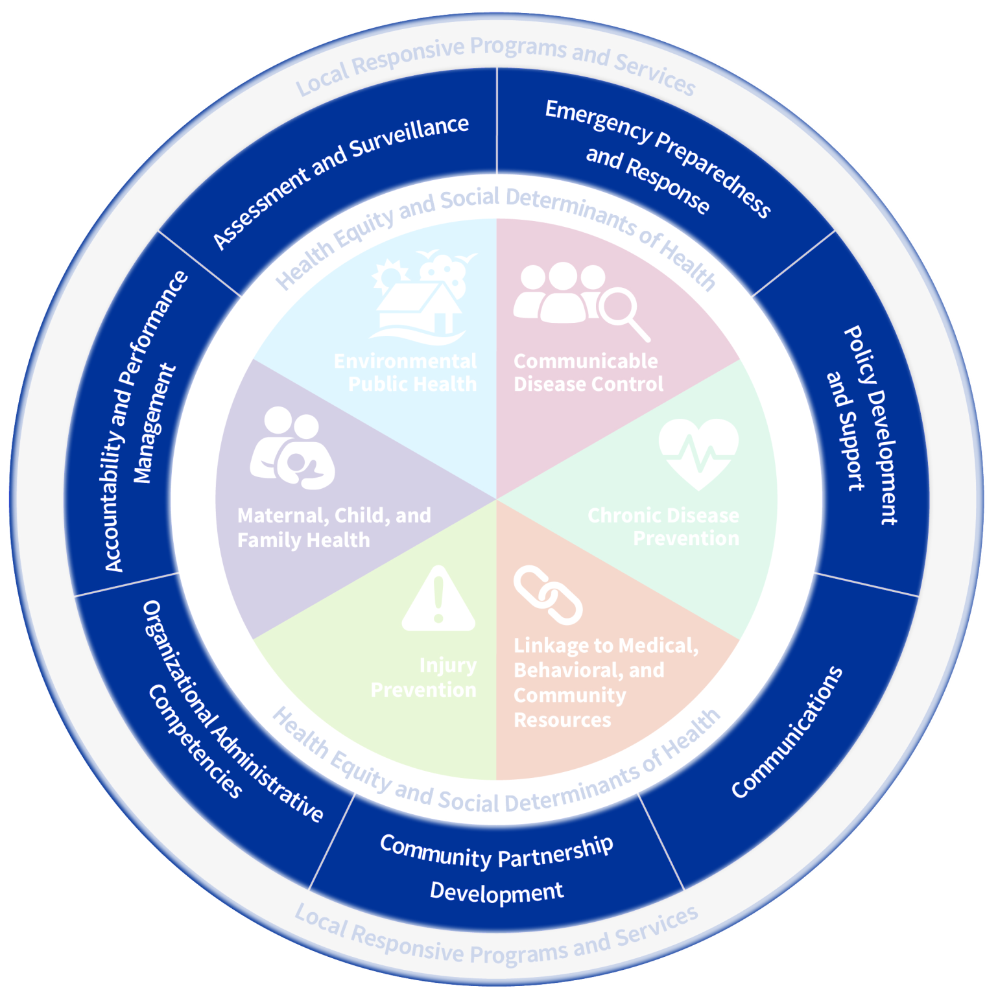 Local Responsive Programs and Services
Assessment and Surveillance
Emergency Preparedness
and Response
Policy Development
and Support
Communications
Community Partnership
Development
Organizational Administrative
Competencies
Accountability and Performance
Management
Health Equity and Social Determinants of Health
Environmental
Public Health
Communicable
Disease Control
Maternal, Child, and
Family Health
Chronic Disease
Prevention
Injury
Prevention
Linkage to Medical,
Behavioral, and
Community
Resources
Health Equity and Social Determinants of Health
Local Responsive Programs and Services